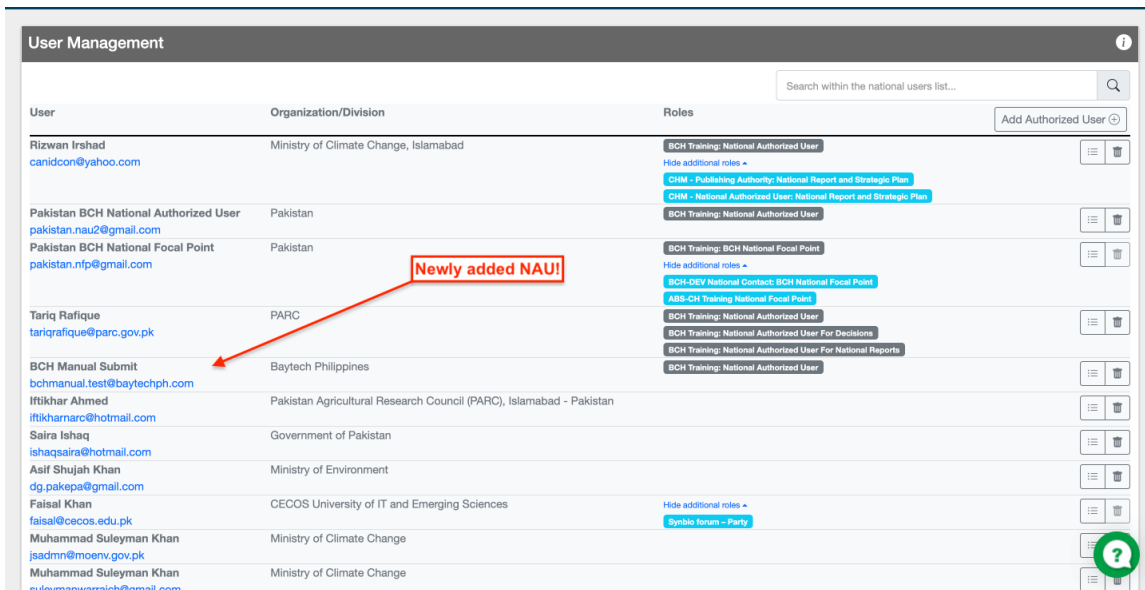 User Management
Search within the national users list...
User Organization/Division Roles Add Authorized User
Rizwan Irshad Ministry of Climate Change, Islamabad BCH Training: National Authorized User
canidcon@yahoo.com Hide additional roles
CHM - Publishing Authority: National Report and Strategic Plan
CHM - National Authorized User: National Report and Strategic Plan
Pakistan BCH National Authorized User Pakistan BCH Training: National Authorized User
pakistan.nau2@gmail.com
Pakistan BCH National Focal Point Pakistan BCH Training: BCH National Focal Point
pakistan.nfp@gmail.com Hide additional roles
Newly added NAU!
BCH-DEV National Contact: BCH National Focal Point
ABS-CH Training National Focal Point
Tariq Rafique PARC BCH Training: National Authorized User
tariqrafique@parc.gov.pk BCH Training: National Authorized User For Decisions
BCH Training: National Authorized User For National Reports
BCH Manual Submit Baytech Philippines BCH Training: National Authorized User
bchmanual.test@baytechph.com
Iftikhar Ahmed Pakistan Agricultural Research Council (PARC), Islamabad - Pakistan
iftikharnarc@hotmail.com
Saira Ishaq Government of Pakistan
ishaqsaira@hotmail.com
Asif Shujah Khan Ministry of Environment
dg.pakepa@gmail.com
Faisal Khan CECOS University of IT and Emerging Sciences Hide additional roles
faisal@cecos.edu.pk Synbio forum – Party
Muhammad Suleyman Khan Ministry of Climate Change
jsadmn@moenv.gov.pk
Muhammad Suleyman Khan Ministry of Climate Change
suleymanwarraich@gmail.com